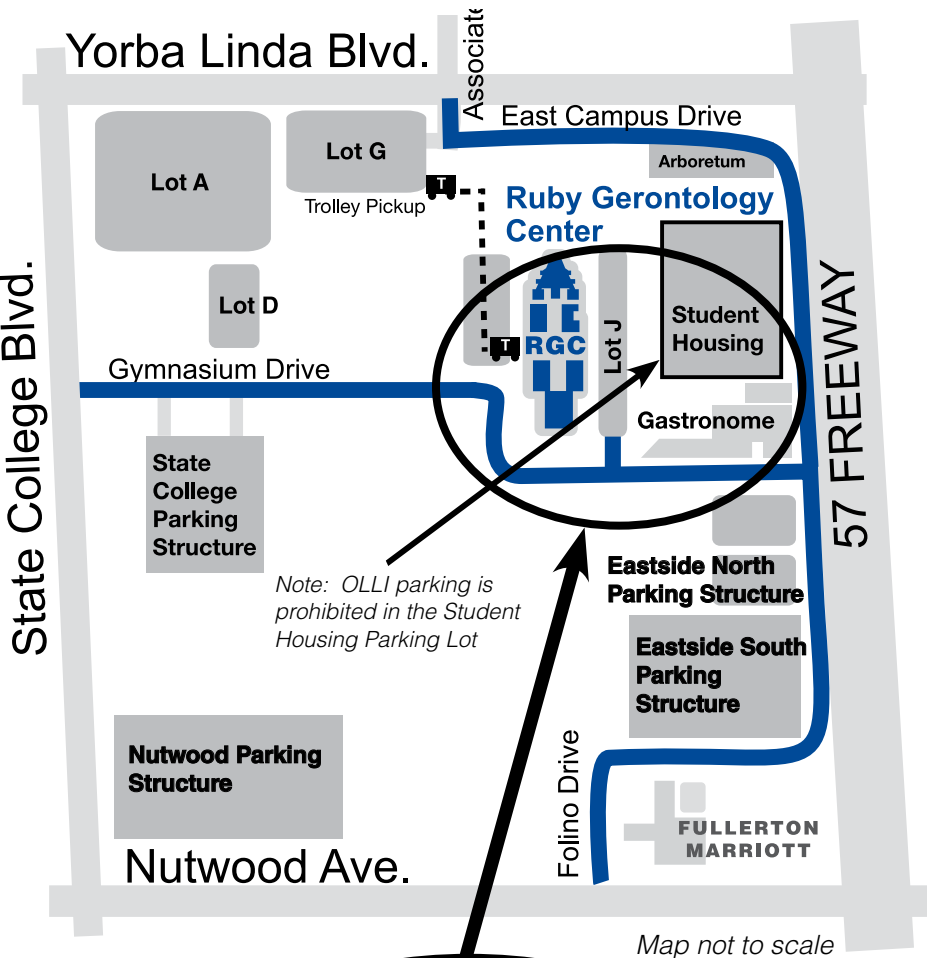 Yorba Linda Blvd.
Associate
East Campus Drive
Lot A
Lot G
Arboretum
T
Trolley Pickup
Ruby Gerontology
Center
Lot D
T
RGC
Lot J
Student
Housing
State College Blvd.
57 FREEWAY
Gymnasium Drive
Gastronome
State
College
Parking
Structure
Note: OLLI parking is
prohibited in the Student
Housing Parking Lot
Eastside North
Parking Structure
Eastside South
Parking
Structure
Nutwood Parking
Structure
Folino Drive
FULLERTON
MARRIOTT
Nutwood Ave.
Map not to scale